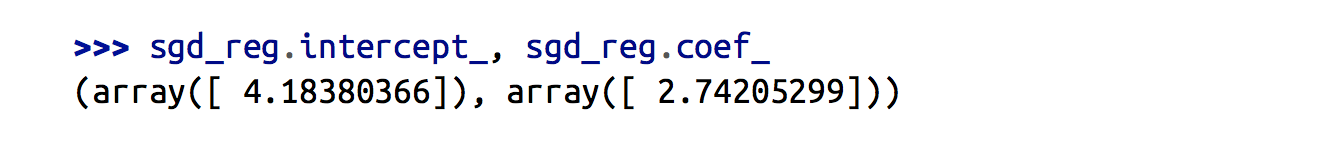 >>> sgd_reg.intercept_, sgd_reg.coef_
(array([ 4.18380366]), array([ 2.74205299]))